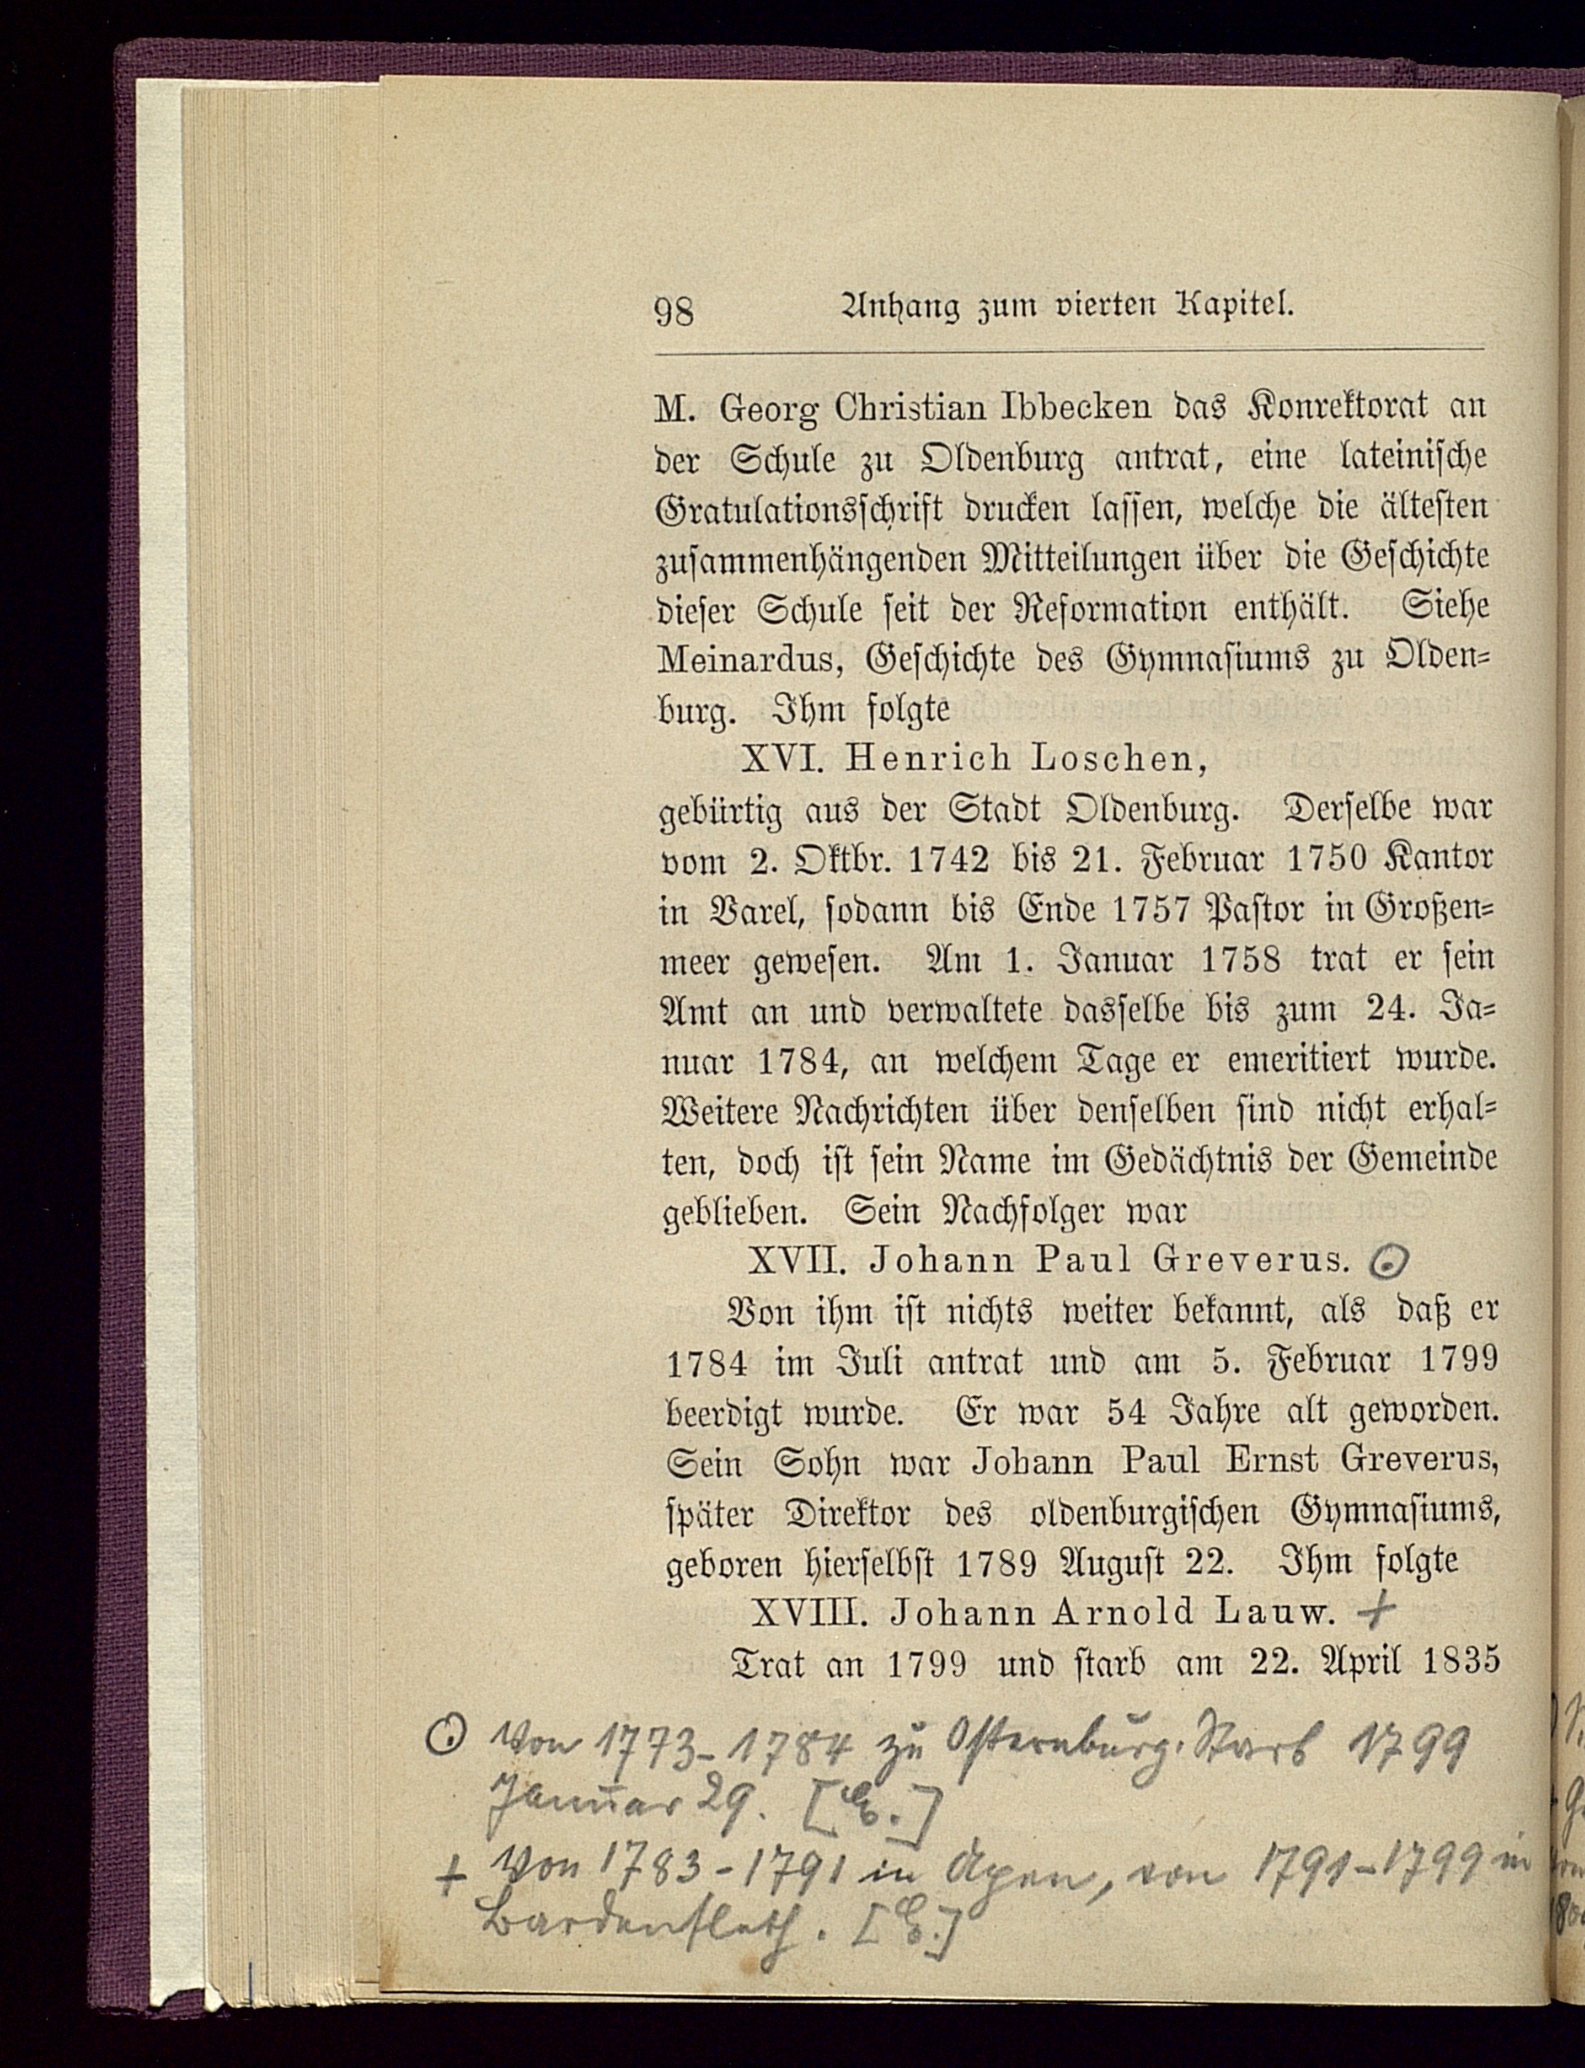 98 Anhang zum vierten Kapitel.
M. Georg Christian Ibbecken das Konrektorat an
der Schule zu Oldenburg antrat, eine lateinische
Gratulationsschrift drucken lassen, welche die ältesten
zusammenhängenden Mitteilungen über die Geschichte
dieser Schule seit der Reformation enthält. Siehe
Meinardus, Geschichte des Gymnasiums zu Olden=
burg. Ihm folgte
XVI. Henrich Loschen,
gebürtig aus der Stadt Oldenburg. Derselbe war
vom 2. Oktbr. 1742 bis 21. Februar 1750 Kantor
in Varel, sodann bis Ende 1757 Pastor in Großen=
meer gewesen. Am 1. Januar 1758 trat er sein
Amt an und verwaltete dasselbe bis zum 24. Ja=
nuar 1784, an welchem Tage er emeritiert wurde.
Weitere Nachrichten über denselben sind nicht erhal=
ten, doch ist sein Name im Gedächtnis der Gemeinde
geblieben. Sein Nachfolger war
XVII. Johann Paul Greverus. ⊙
Von ihm ist nichts weiter bekannt, als daß er
1784 im Juli antrat und am 5. Februar 1799
beerdigt wurde. Er war 54 Jahre alt geworden.
Sein Sohn war Johann Paul Ernst Greverus,
später Direktor des oldenburgischen Gymnasiums,
geboren hierselbst 1789 August 22. Ihm folgte
XVIII. Johann Arnold Lauw. +
Trat an 1799 und starb am 22. April 1835
⊙ Von 1773-1784 zu Osternburg. Starb 1799
Januar 29. [E.]
+ Von 1783-1791 in Apen, von 1791-1799 in
Bardenfleth. [E.]